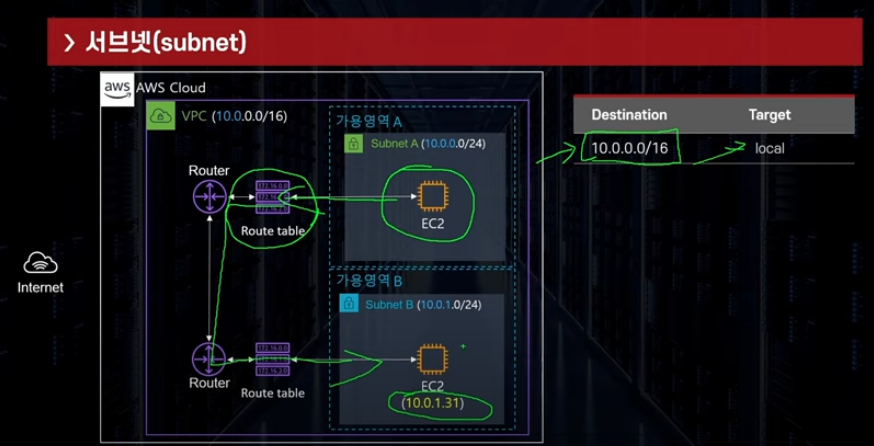 서브넷(subnet)
aws AWS Cloud
VPC (10.0.0.0/16)
가용영역 A
Subnet A (10.0.0.0/24)
Destination Target
10.0.0.0/16 local
Router
Route table
EC2
Internet
가용영역 B
Subnet B (10.0.1.0/24)
Router
Route table
EC2
(10.0.1.31)